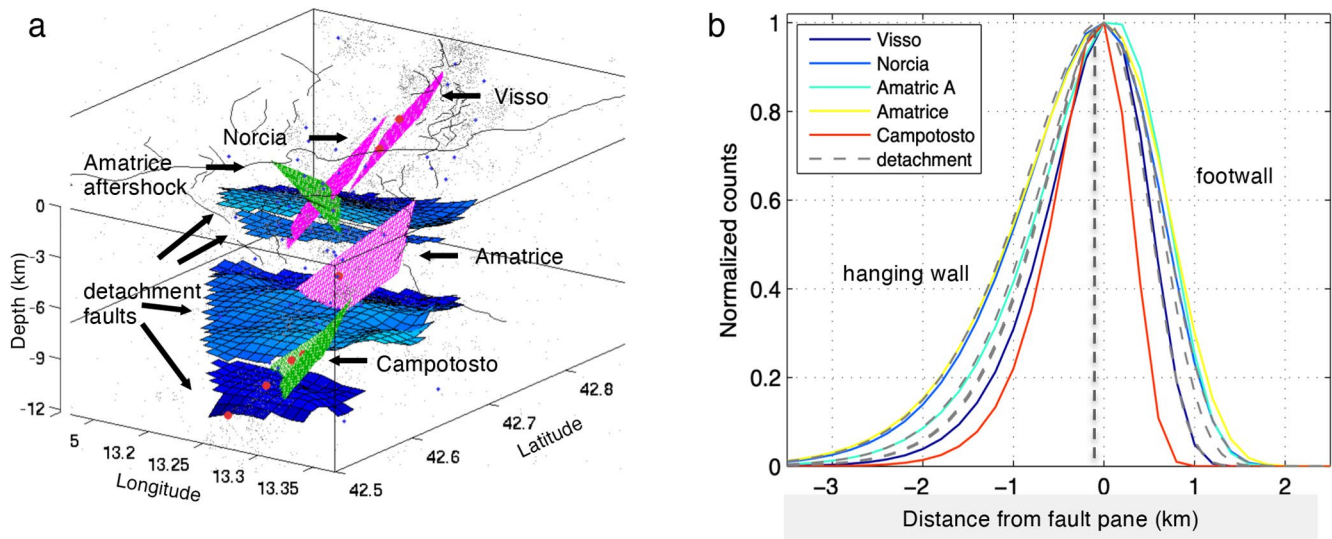 a
Visso
Norcia
Amatrice
aftershock
Amatrice
detachment
faults
Campotosto
Depth (km)
0
-3
-6
-9
-12
5
13.2
13.25
13.3
13.35
Longitude
42.5
42.6
42.7
42.8
Latitude
b
Visso
Norcia
Amatric A
Amatrice
Campotosto
detachment
footwall
hanging wall
Normalized counts
1
0.8
0.6
0.4
0.2
0
−3
−2
−1
0
1
2
Distance from fault pane (km)